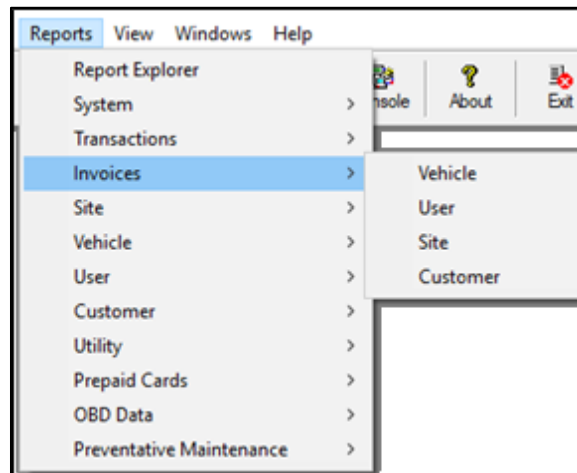 Reports View Windows Help
Report Explorer
System
Transactions
Invoices
Site
Vehicle
User
Customer
Utility
Prepaid Cards
OBD Data
Preventative Maintenance
About
Exit
Vehicle
User
Site
Customer